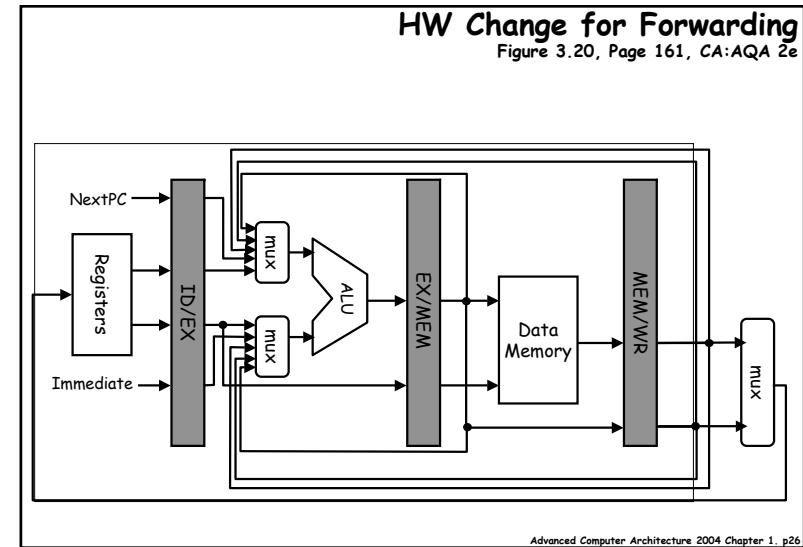 HW Change for Forwarding
Figure 3.20, Page 161, CA:AQA 2e
NextPC
Registers
Immediate
ID/EX
mux
mux
ALU
EX/MEM
Data
Memory
MEM/WR
mux
Advanced Computer Architecture 2004 Chapter 1. p26